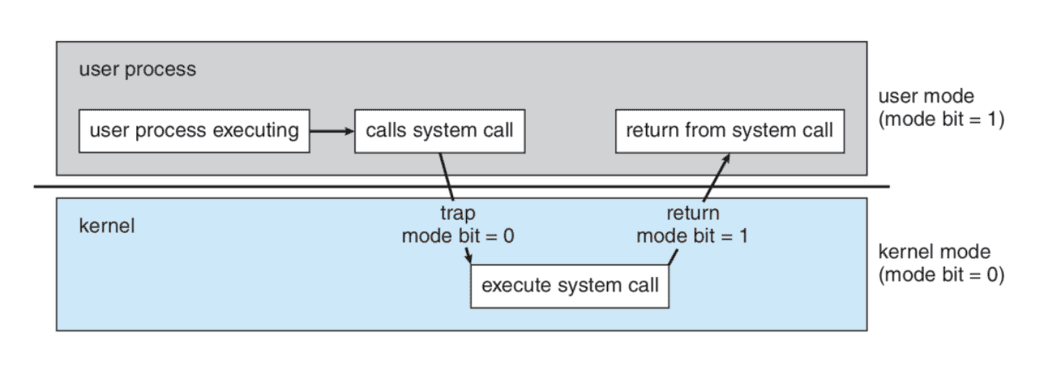 user process
user process executing
calls system call
return from system call
user mode
(mode bit = 1)
kernel
trap
mode bit = 0
return
mode bit = 1
execute system call
kernel mode
(mode bit = 0)